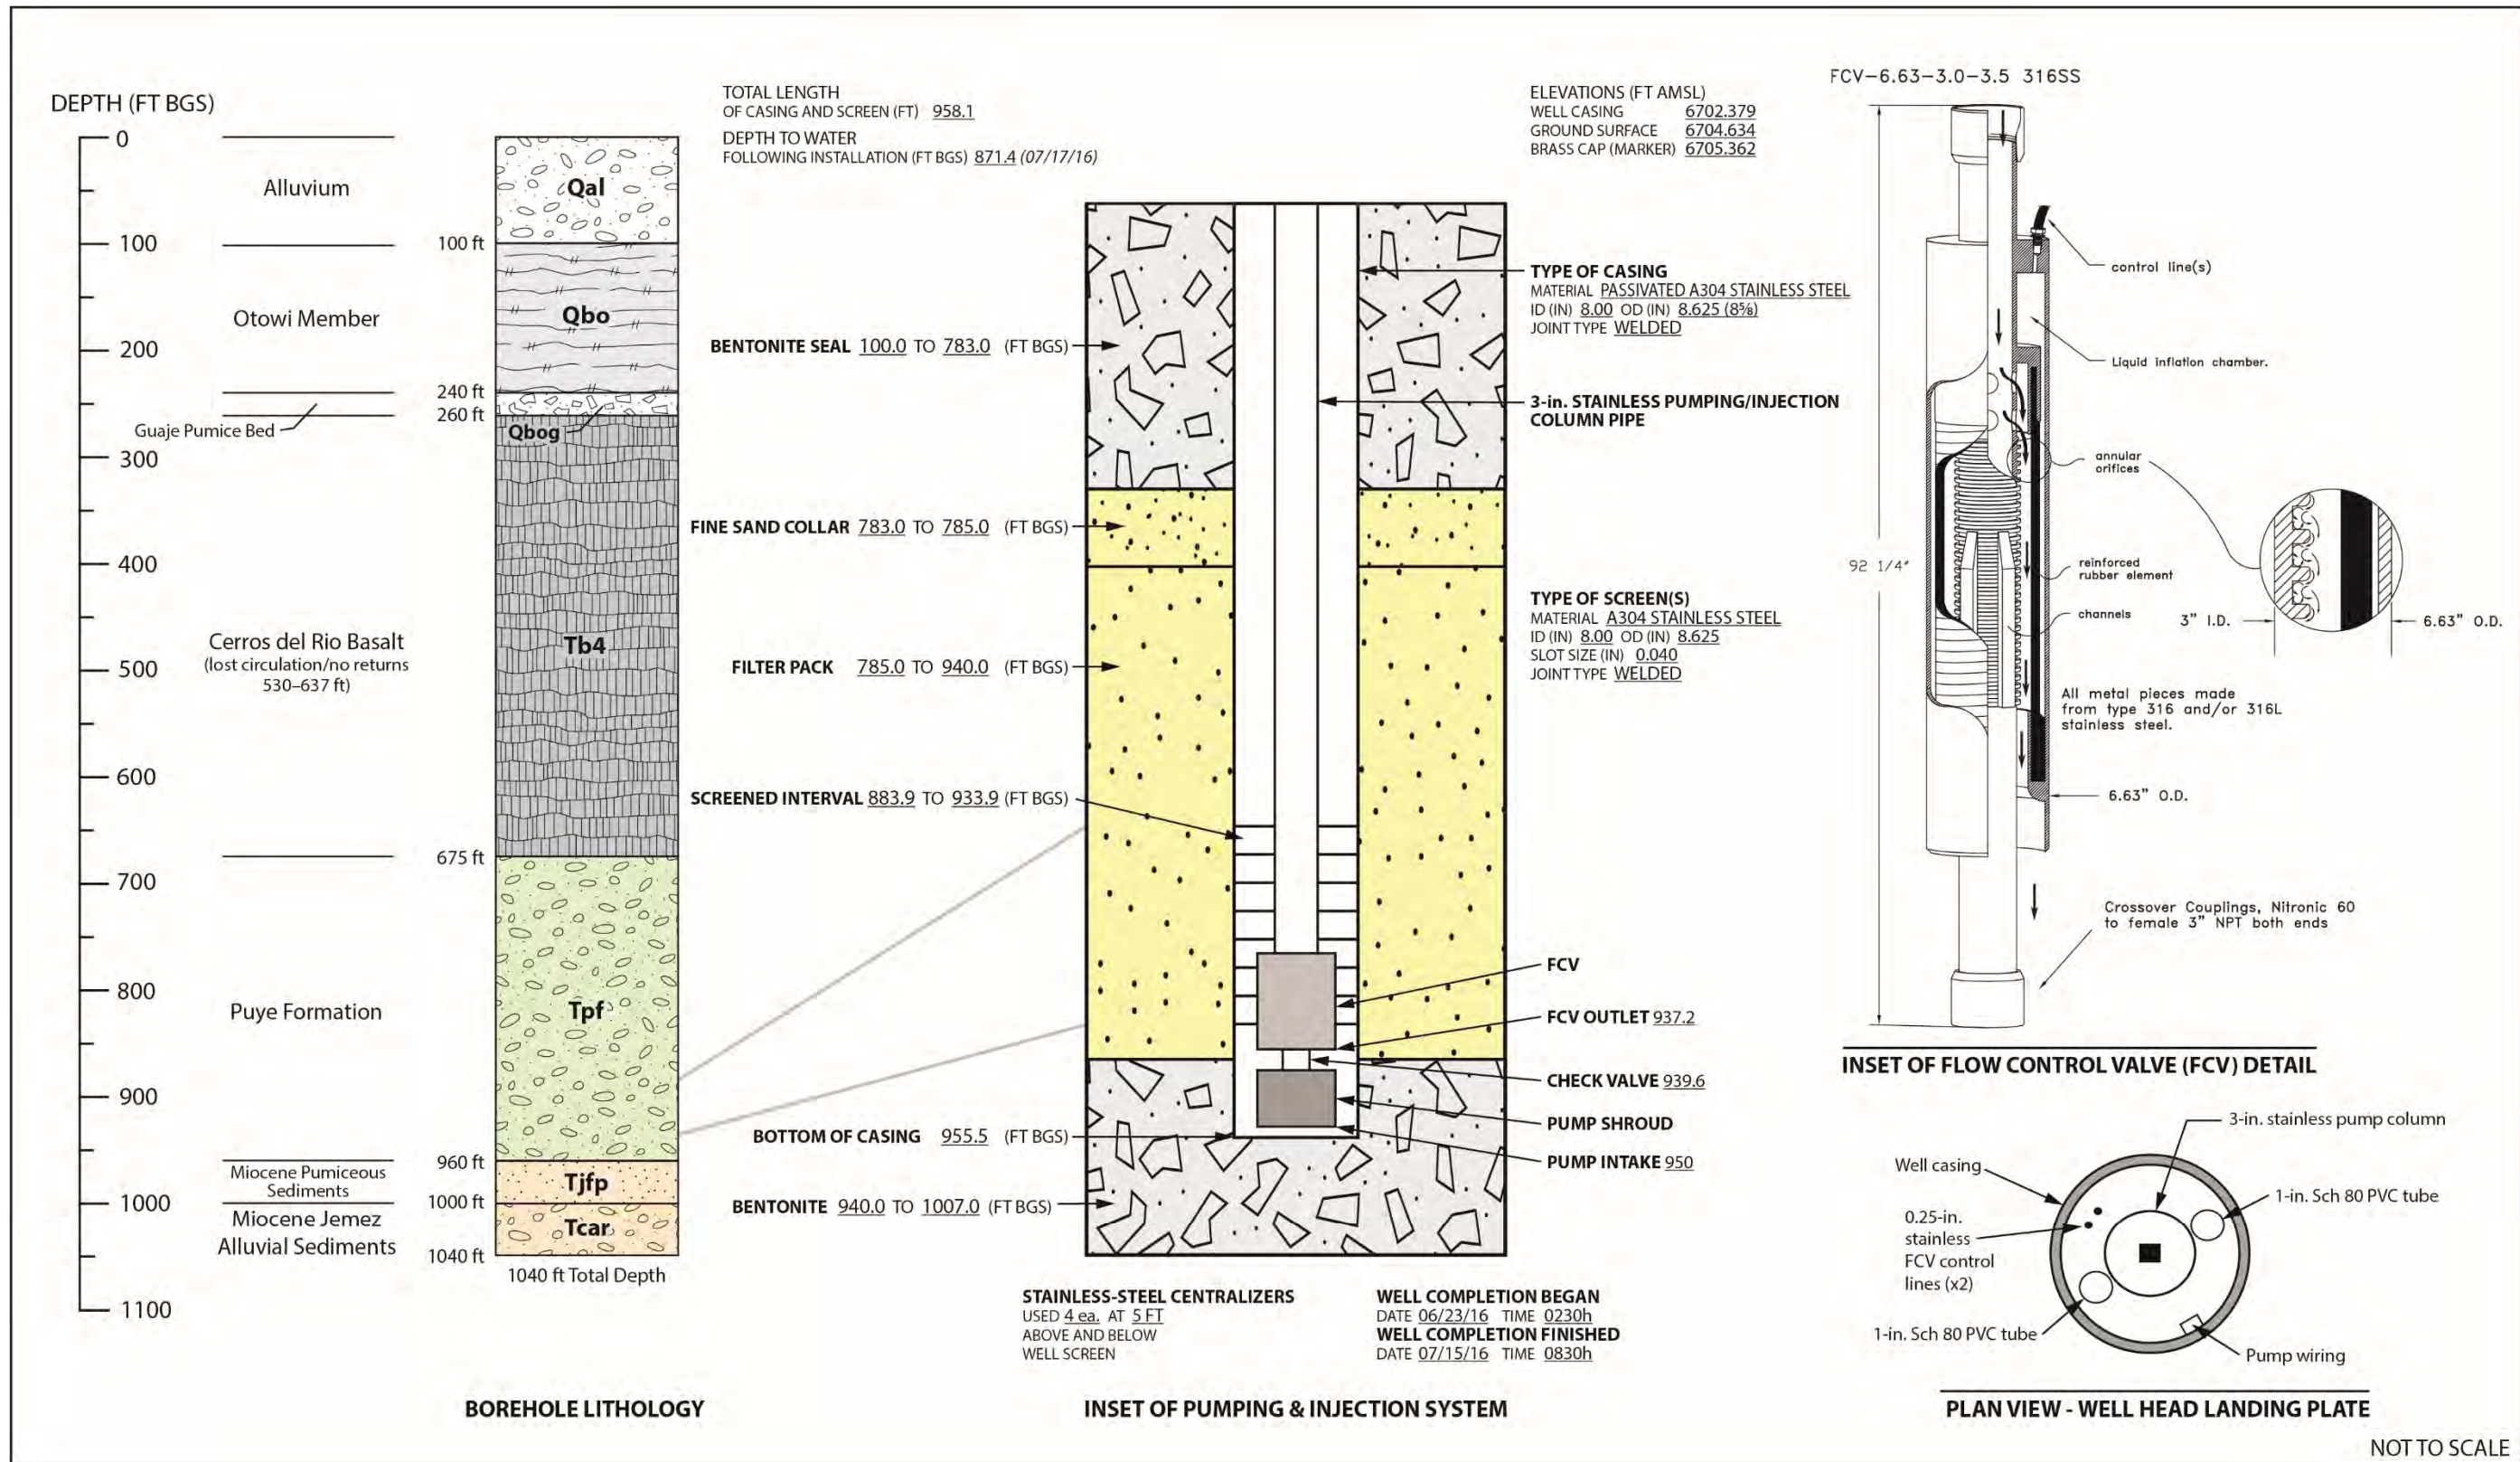 DEPTH (FT BGS)
0
100
200
300
400
500
600
700
800
900
1000
1100
Alluvium
Otowi Member
Guaje Pumice Bed
Cerros del Rio Basalt
(lost circulation/no returns
530–637 ft)
Puye Formation
Miocene Pumiceous
Sediments
Miocene Jemez
Alluvial Sediments
100 ft
240 ft
260 ft
675 ft
960 ft
1000 ft
1040 ft
Qal
Qbo
Qbog
Tb4
Tpf
Tjfp
Tcar
1040 ft Total Depth
BOREHOLE LITHOLOGY
TOTAL LENGTH
OF CASING AND SCREEN (FT) 958.1
DEPTH TO WATER
FOLLOWING INSTALLATION (FT BGS) 871.4 (07/17/16)
BENTONITE SEAL 100.0 TO 783.0 (FT BGS)
FINE SAND COLLAR 783.0 TO 785.0 (FT BGS)
FILTER PACK 785.0 TO 940.0 (FT BGS)
SCREENED INTERVAL 883.9 TO 933.9 (FT BGS)
BOTTOM OF CASING 955.5 (FT BGS)
BENTONITE 940.0 TO 1007.0 (FT BGS)
STAINLESS-STEEL CENTRALIZERS
USED 4 ea. AT 5 FT
ABOVE AND BELOW
WELL SCREEN
WELL COMPLETION BEGAN
DATE 06/23/16 TIME 0230h
WELL COMPLETION FINISHED
DATE 07/15/16 TIME 0830h
INSET OF PUMPING & INJECTION SYSTEM
ELEVATIONS (FT AMSL)
WELL CASING 6702.379
GROUND SURFACE 6704.634
BRASS CAP (MARKER) 6705.362
TYPE OF CASING
MATERIAL PASSIVATED A304 STAINLESS STEEL
ID (IN) 8.00 OD (IN) 8.625 (8⅝)
JOINT TYPE WELDED
3-in. STAINLESS PUMPING/INJECTION
COLUMN PIPE
TYPE OF SCREEN(S)
MATERIAL A304 STAINLESS STEEL
ID (IN) 8.00 OD (IN) 8.625
SLOT SIZE (IN) 0.040
JOINT TYPE WELDED
FCV
FCV OUTLET 937.2
CHECK VALVE 939.6
PUMP SHROUD
PUMP INTAKE 950
FCV-6.63-3.0-3.5 316SS
control line(s)
Liquid inflation chamber.
annular
orifices
92 1/4"
reinforced
rubber element
channels
3" I.D.
6.63" O.D.
All metal pieces made
from type 316 and/or 316L
stainless steel.
6.63" O.D.
Crossover Couplings, Nitronic 60
to female 3" NPT both ends
INSET OF FLOW CONTROL VALVE (FCV) DETAIL
3-in. stainless pump column
Well casing
1-in. Sch 80 PVC tube
0.25-in.
stainless
FCV control
lines (x2)
1-in. Sch 80 PVC tube
Pump wiring
PLAN VIEW - WELL HEAD LANDING PLATE
NOT TO SCALE